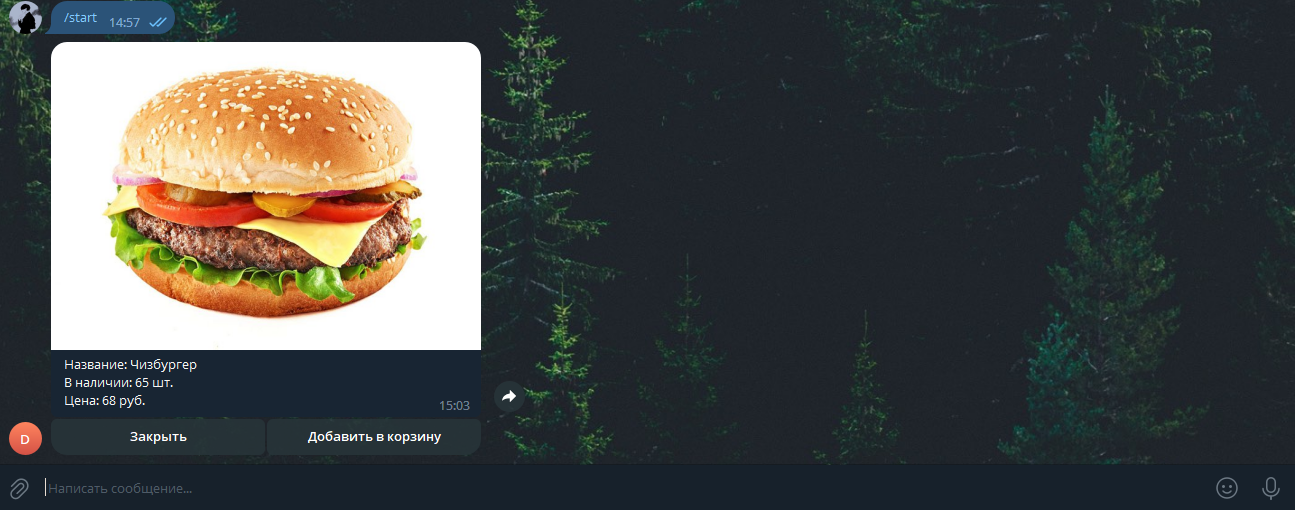 /start 14:57
Название: Чизбургер
В наличии: 65 шт.
Цена: 68 руб.
15:03
D
Закрыть
Добавить в корзину
Написать сообщение...